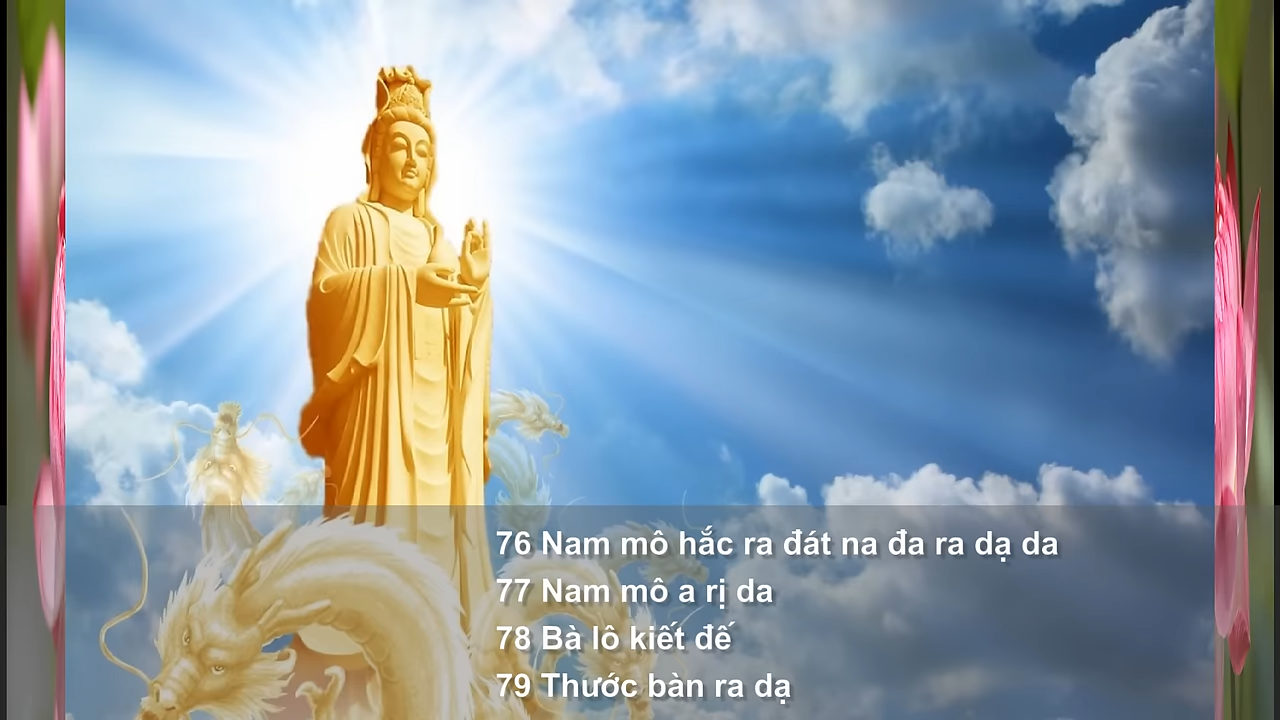 76 Nam mô hắc ra đát na đa ra dạ da
77 Nam mô a rị da
78 Bà lô kiết đế
79 Thước bàn ra dạ